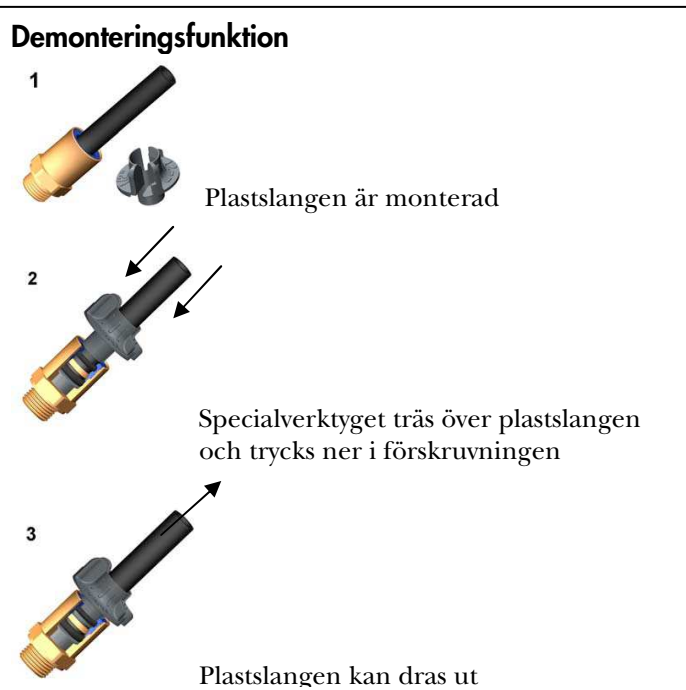 Demonteringsfunktion
1
Plastslangen är monterad
2
Specialverktyget träs över plastslangen
och trycks ner i förskruvningen
3
Plastslangen kan dras ut